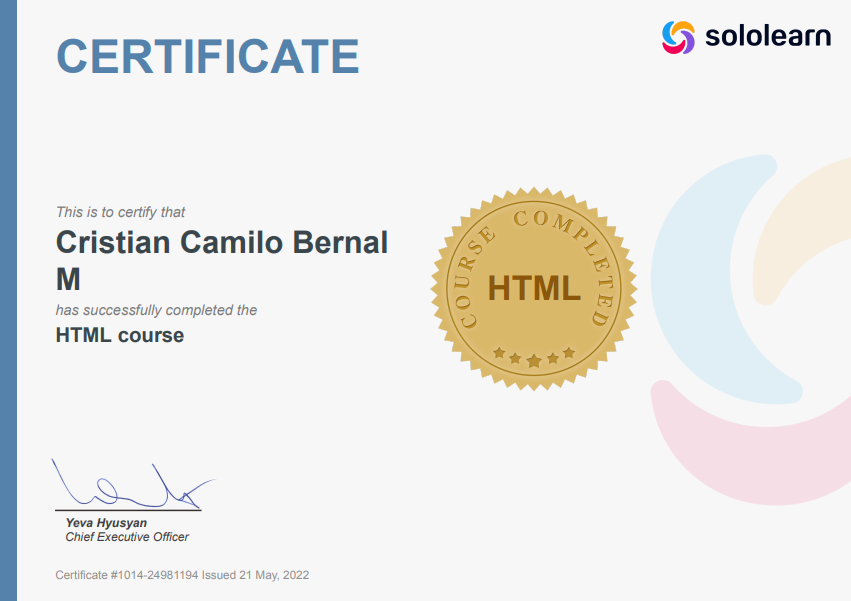 CERTIFICATE
sololearn
This is to certify that
Cristian Camilo Bernal
M
has successfully completed the
HTML course
COURSE COMPLETED
HTML
Yeva Hyusyan
Chief Executive Officer
Certificate #1014-24981194 Issued 21 May, 2022